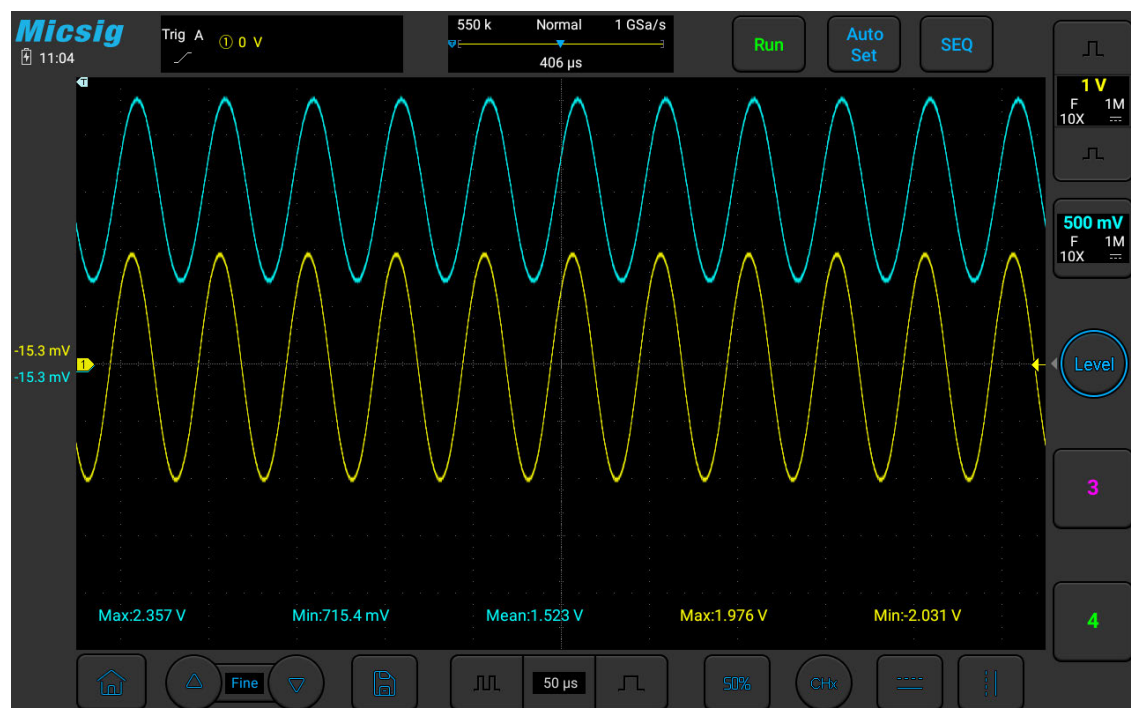 Micsig
11:04
Trig A ① 0 V
550 k Normal 1 GSa/s
406 µs
Run
Auto
Set
SEQ
T
1 V
F 1M
10X
500 mV
F 1M
10X
-15.3 mV
1
-15.3 mV
Level
3
4
Max:2.357 V Min:715.4 mV Mean:1.523 V Max:1.976 V Min:-2.031 V
Fine
50 µs
50%
CHx